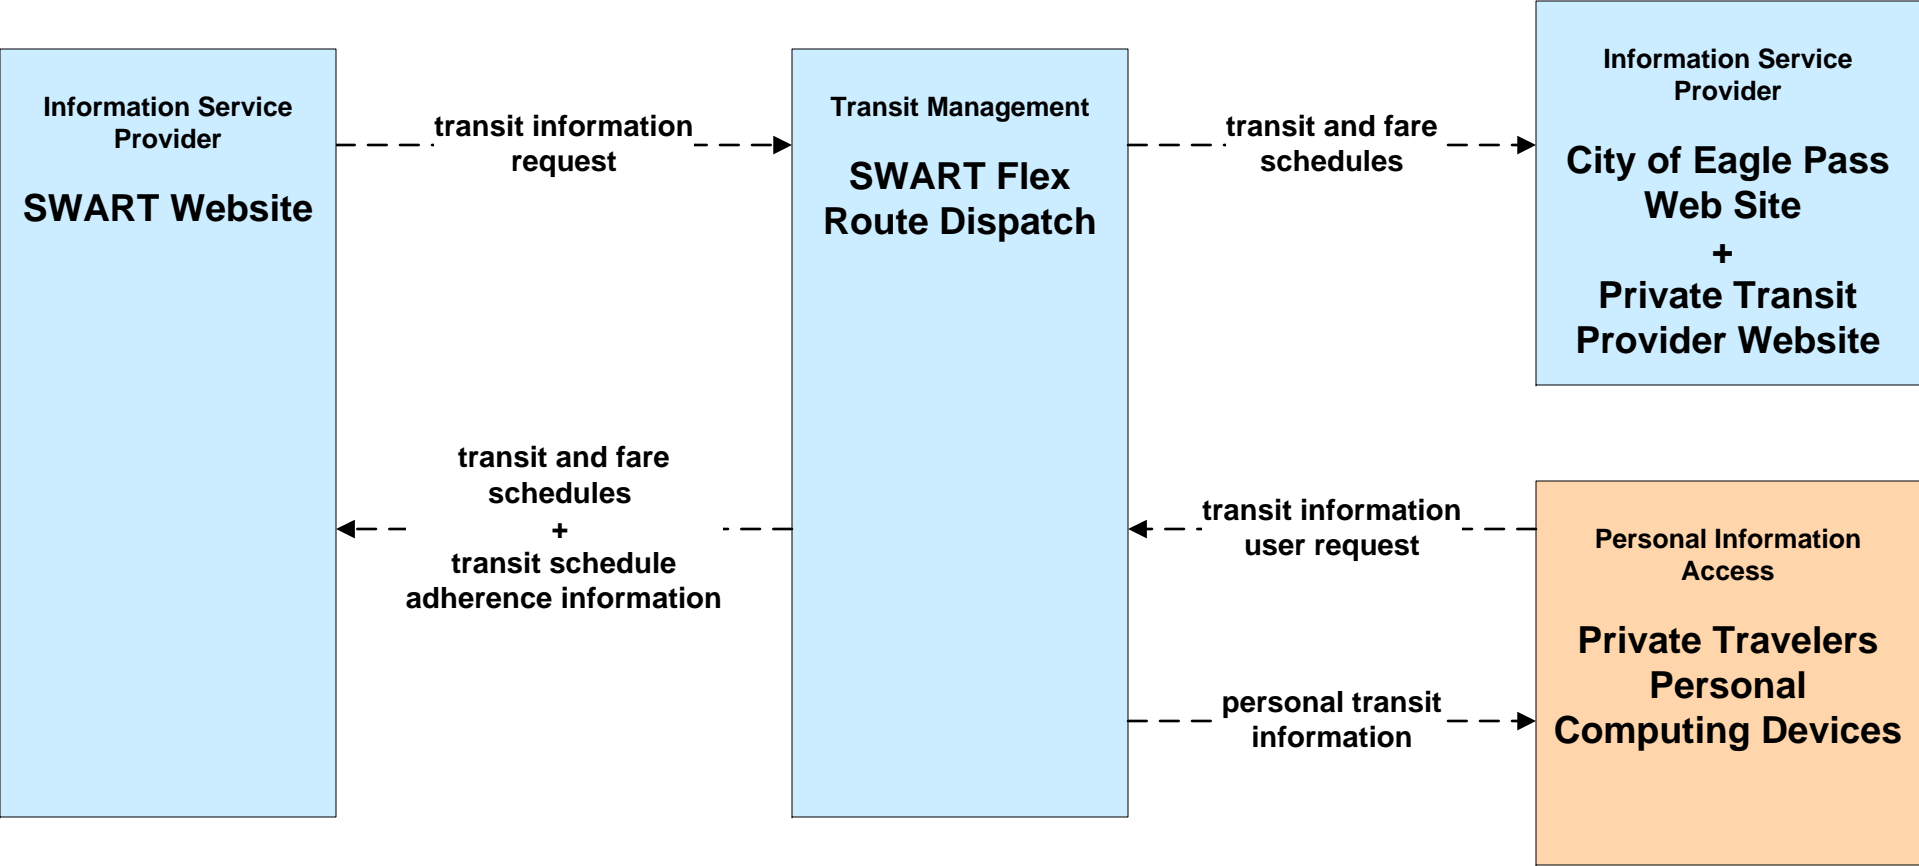 Information Service
Provider
SWART Website
transit information
request
transit and fare
schedules
+
transit schedule
adherence information
Transit Management
SWART Flex
Route Dispatch
transit and fare
schedules
transit information
user request
personal transit
information
Information Service
Provider
City of Eagle Pass
Web Site
+
Private Transit
Provider Website
Personal Information
Access
Private Travelers
Personal
Computing Devices